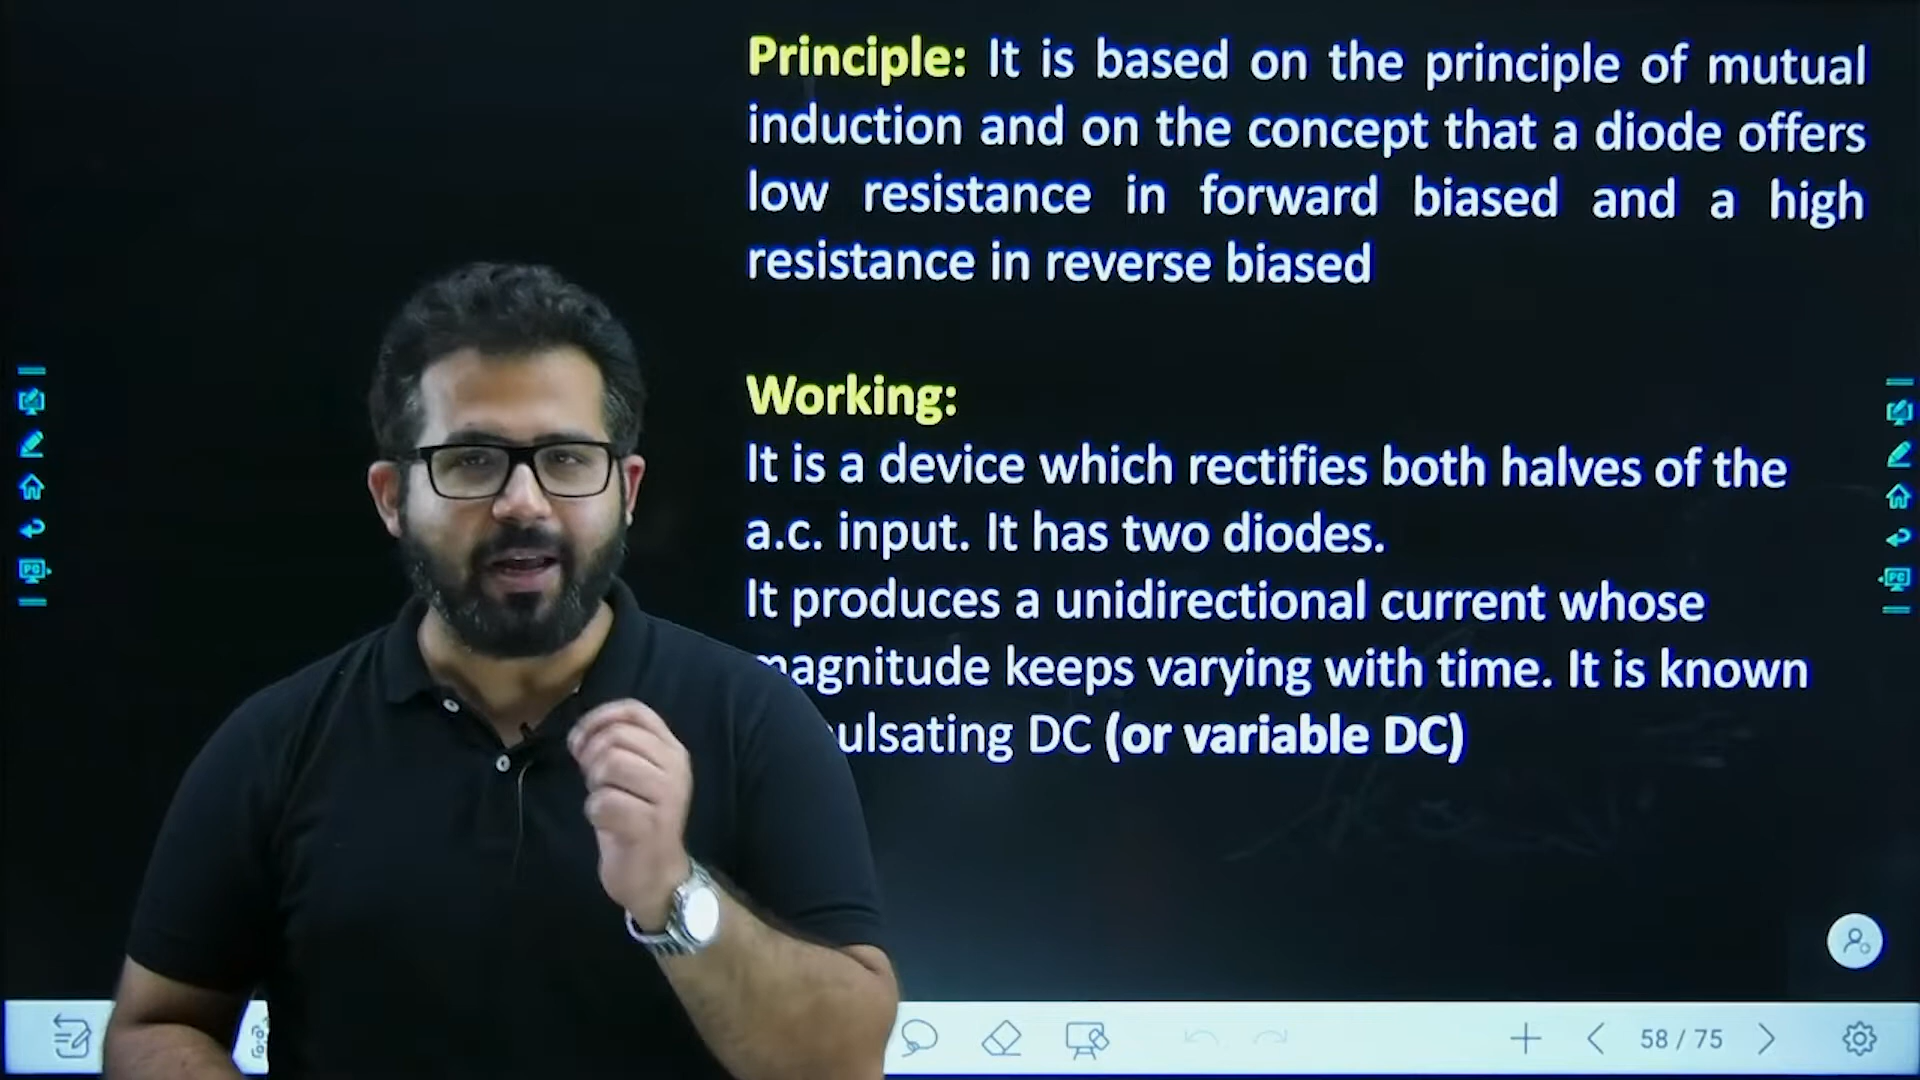 Principle: It is based on the principle of mutual
induction and on the concept that a diode offers
low resistance in forward biased and a high
resistance in reverse biased
Working:
It is a device which rectifies both halves of the
a.c. input. It has two diodes.
It produces a unidirectional current whose
magnitude keeps varying with time. It is known
DC (or variable DC)
PC
PC
58 / 75